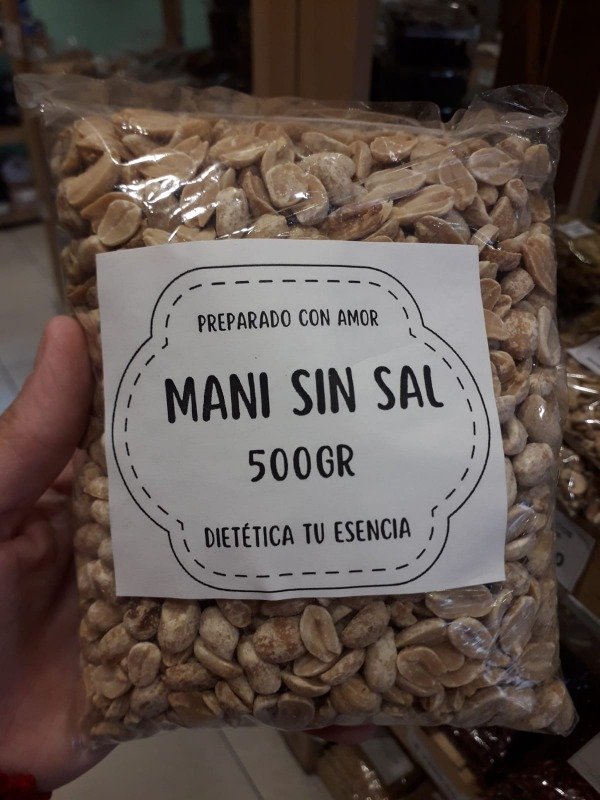 PREPARADO CON AMOR
MANI SIN SAL
500GR
DIETÉTICA TU ESENCIA